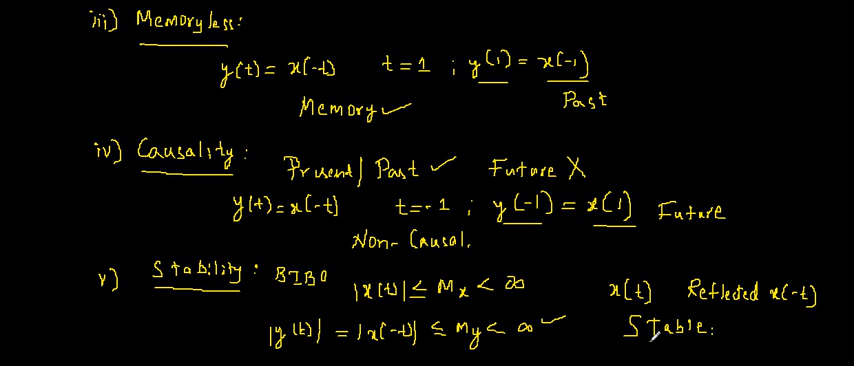 iii) Memoryless:
y(t) = x(-t) t = 1 ; y(1) = x(-1)
Memory ✓ Past
iv) Causality : Present/ Past ✓ Future X
y(t) = x(-t) t = -1 ; y(-1) = x(1) Future
Non-Causal.
v) Stability : BIBO |x(t)| ≤ Mx < ∞ x(t) Reflected x(-t)
|y(t)| = |x(-t)| ≤ My < ∞ ✓ Stable.